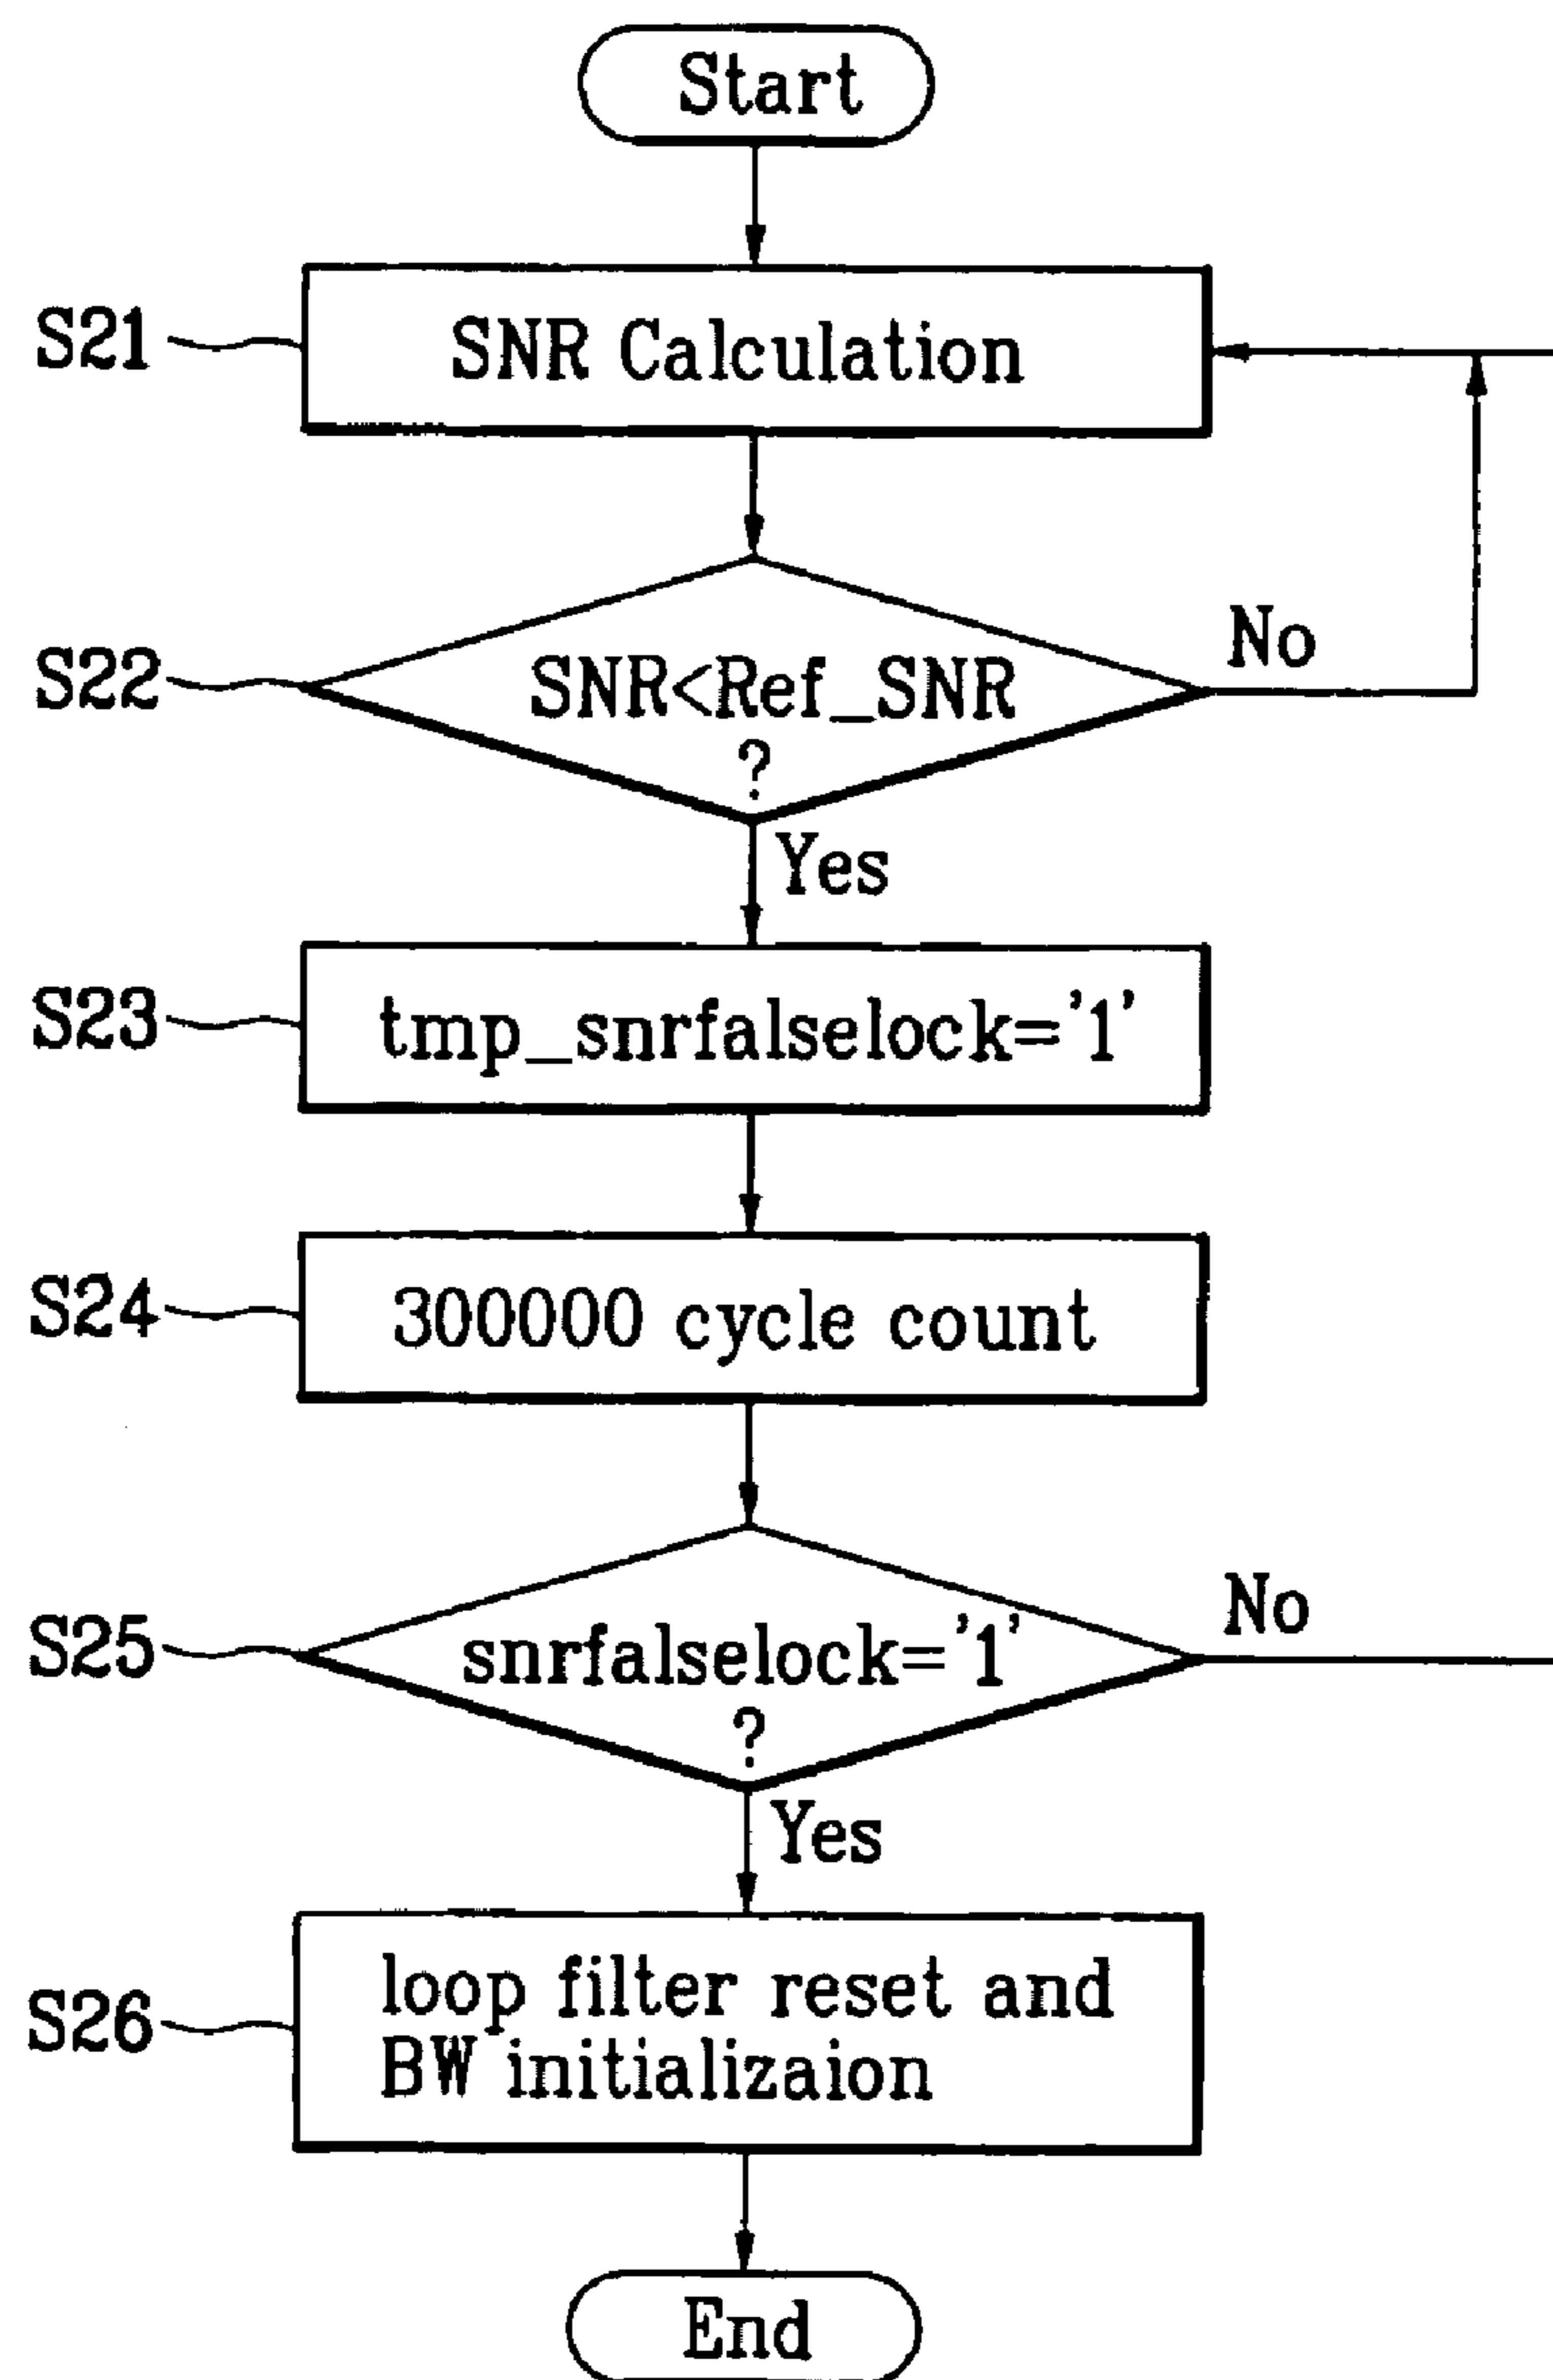 Start
S21
SNR Calculation
S22
SNR<Ref_SNR
?
No
Yes
S23
tmp_snrfalselock='1'
S24
300000 cycle count
S25
snrfalselock='1'
?
No
Yes
S26
loop filter reset and
BW initializaion
End